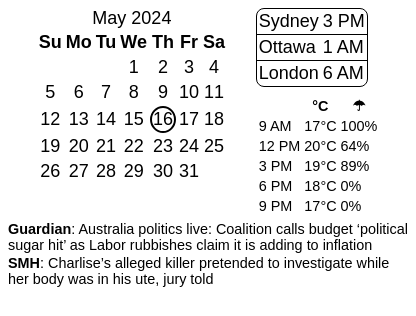 May 2024
Su Mo Tu We Th Fr Sa
1 2 3 4
5 6 7 8 9 10 11
12 13 14 15 16 17 18
19 20 21 22 23 24 25
26 27 28 29 30 31
Sydney 3 PM
Ottawa 1 AM
London 6 AM
°C ☂
9 AM 17°C 100%
12 PM 20°C 64%
3 PM 19°C 89%
6 PM 18°C 0%
9 PM 17°C 0%
Guardian: Australia politics live: Coalition calls budget ‘political
sugar hit’ as Labor rubbishes claim it is adding to inflation
SMH: Charlise’s alleged killer pretended to investigate while
her body was in his ute, jury told